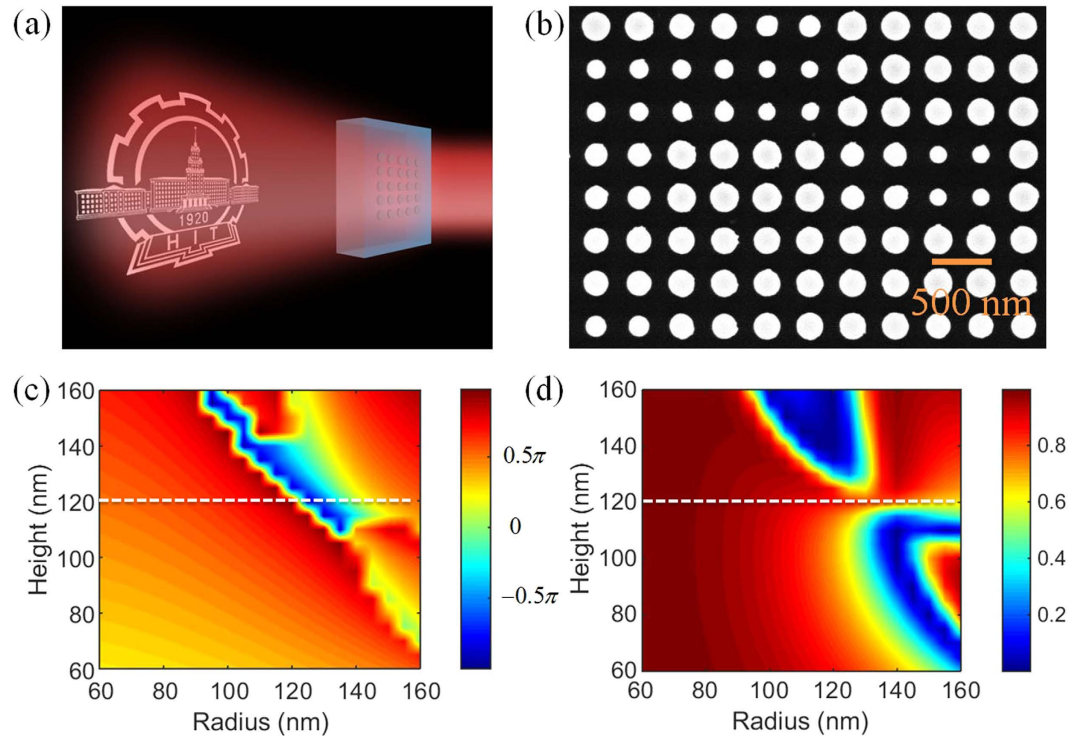 (a)
1920
HIT
(b)
500 nm
(c)
160
140
120
100
80
60
Height (nm)
60 80 100 120 140 160
Radius (nm)
0.5π
0
−0.5π
(d)
160
140
120
100
80
60
Height (nm)
60 80 100 120 140 160
Radius (nm)
0.8
0.6
0.4
0.2